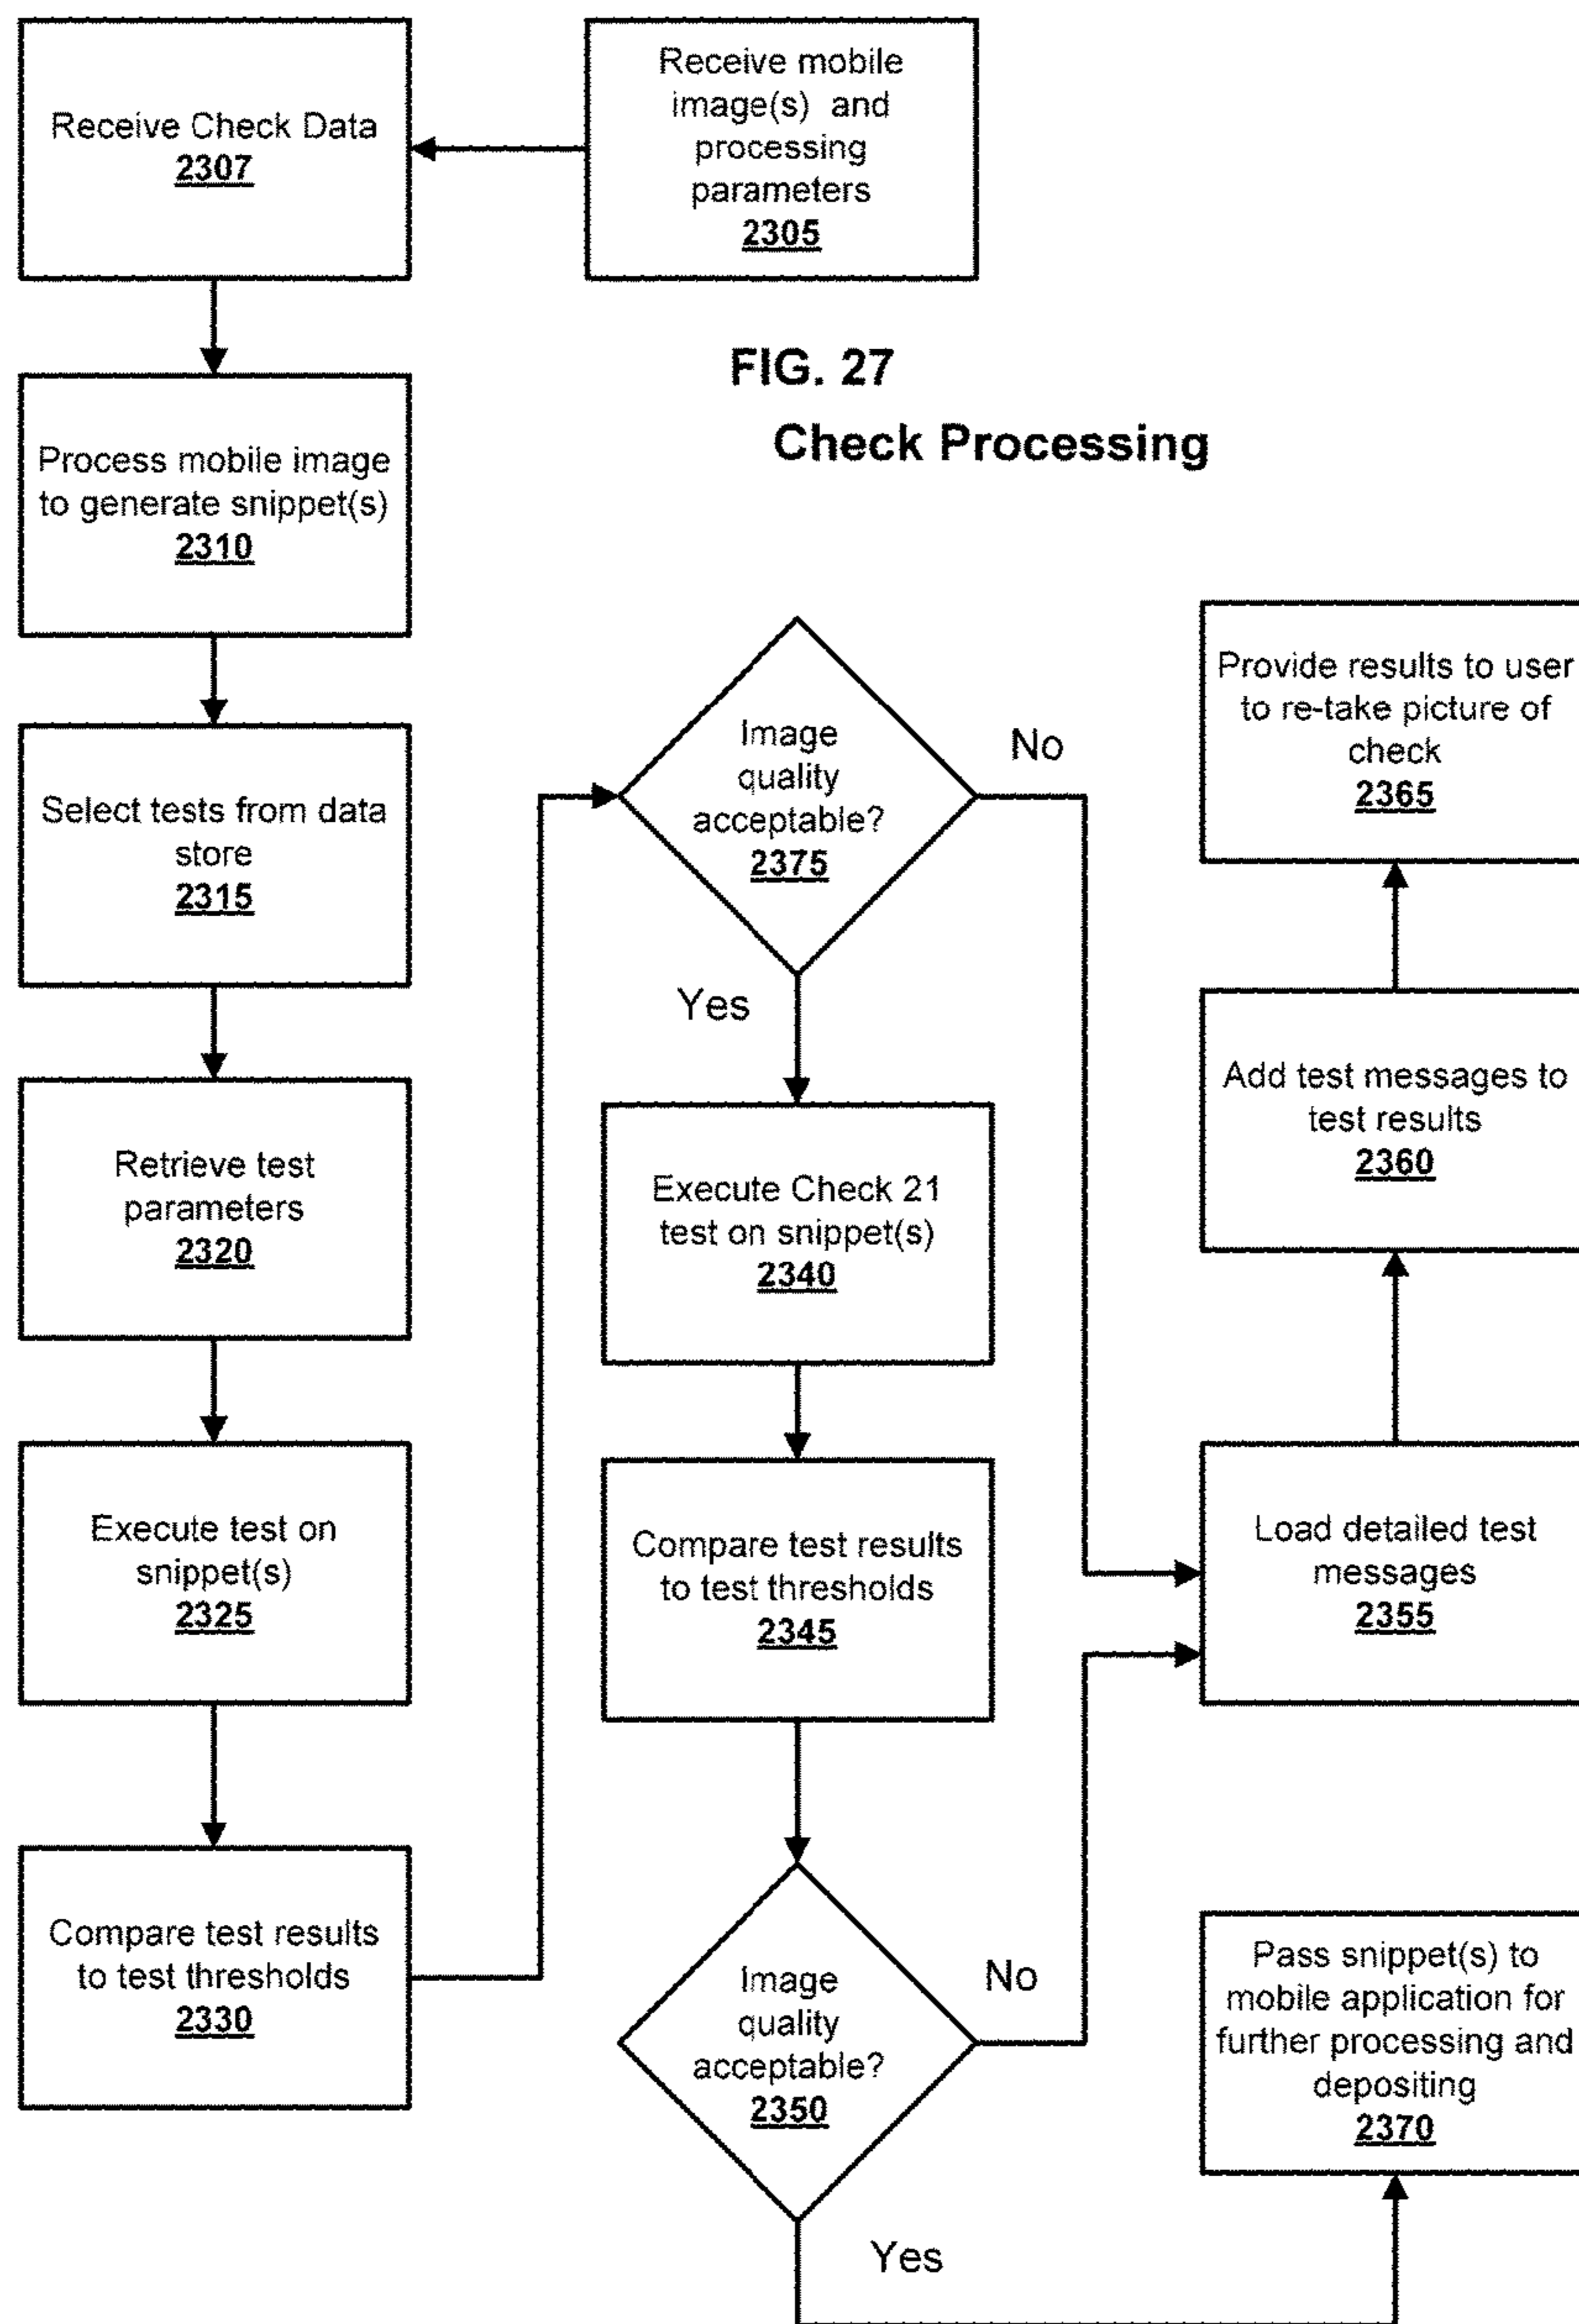 Receive Check Data
2307
Receive mobile
image(s) and
processing
parameters
2305
FIG. 27
Check Processing
Process mobile image
to generate snippet(s)
2310
Select tests from data
store
2315
Retrieve test
parameters
2320
Execute test on
snippet(s)
2325
Compare test results
to test thresholds
2330
Image
quality
acceptable?
2375
No
Yes
Execute Check 21
test on snippet(s)
2340
Compare test results
to test thresholds
2345
Image
quality
acceptable?
2350
No
Yes
Provide results to user
to re-take picture of
check
2365
Add test messages to
test results
2360
Load detailed test
messages
2355
Pass snippet(s) to
mobile application for
further processing and
depositing
2370